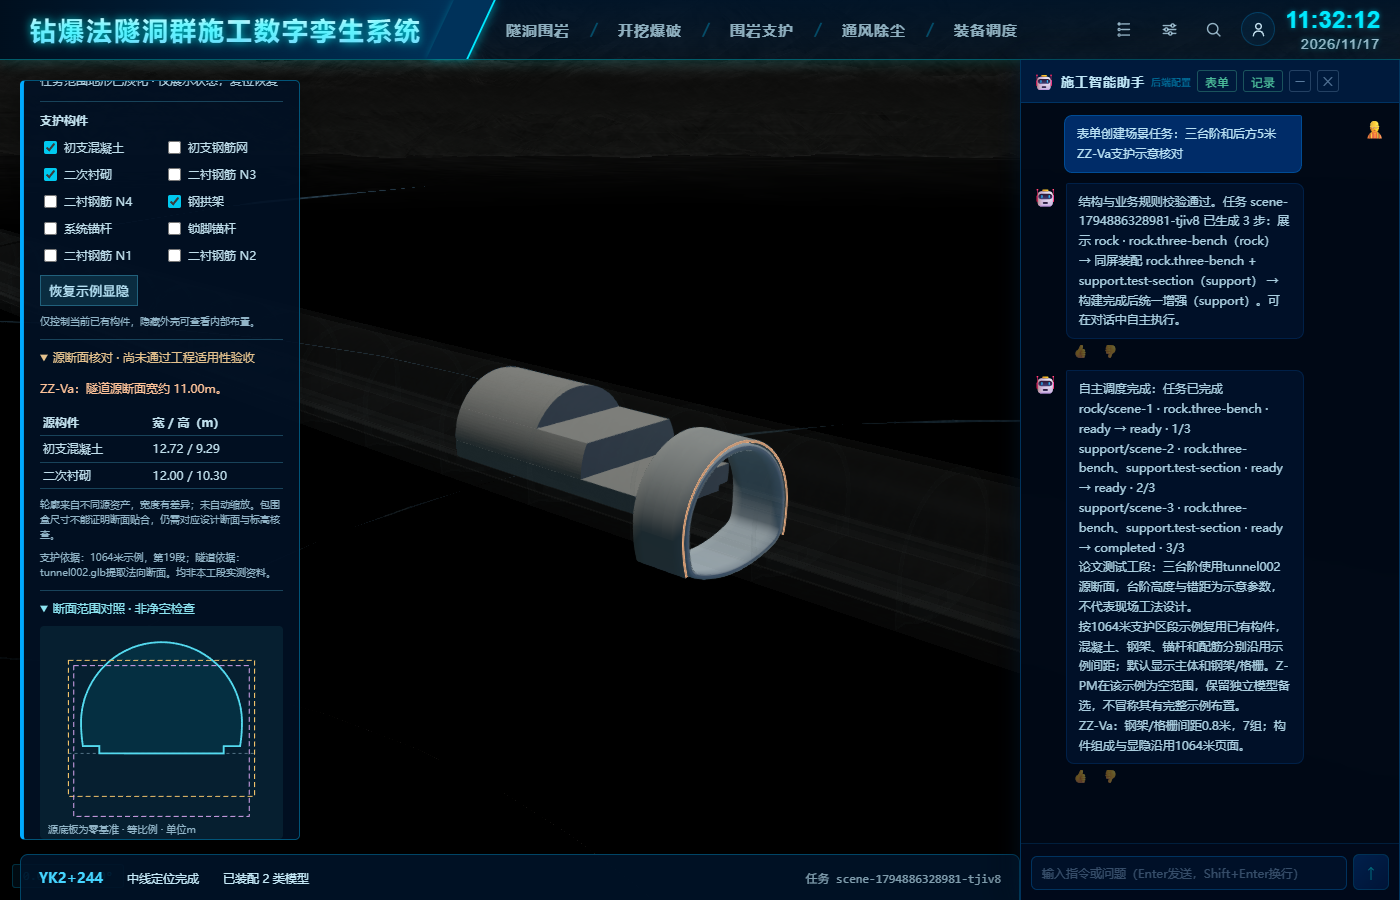 钻爆法隧洞群施工数字孪生系统
隧洞围岩 / 开挖爆破 / 围岩支护 / 通风除尘 / 装备调度
11:32:12
2026/11/17
支护构件
初支混凝土 初支钢筋网
二次衬砌 二衬钢筋 N3
二衬钢筋 N4 钢拱架
系统锚杆 锁脚锚杆
二衬钢筋 N1 二衬钢筋 N2
恢复示例显隐
仅控制当前已有构件，隐藏外壳可查看内部布置。
▼ 源断面核对 · 尚未通过工程适用性验收
ZZ-Va：隧道源断面宽约 11.00m。
源构件 宽 / 高（m）
初支混凝土 12.72 / 9.29
二次衬砌 12.00 / 10.30
轮廓来自不同源资产，宽度有差异；未自动缩放。包围
盒尺寸不能证明断面贴合，仍需对应设计断面与标高核
查。
支护依据：1064米示例，第19段；隧道依据：
tunnel002.glb提取法向断面。均非本工段实测资料。
▼ 断面范围对照 · 非净空检查
源底板为零基准 · 等比例 · 单位m
YK2+244 中线定位完成 已装配 2 类模型 任务 scene-1794886328981-tjiv8
施工智能助手 后端配置 表单 记录
表单创建场景任务：三台阶和后方5米
ZZ-Va支护示意核对
结构与业务规则校验通过。任务 scene-
1794886328981-tjiv8 已生成 3 步：展
示 rock · rock.three-bench（rock）
→ 同屏装配 rock.three-bench +
support.test-section（support） →
构建完成后统一增强（support）。可
在对话中自主执行。
自主调度完成：任务已完成
rock/scene-1 · rock.three-bench ·
ready → ready · 1/3
support/scene-2 · rock.three-
bench、support.test-section · ready
→ ready · 2/3
support/scene-3 · rock.three-
bench、support.test-section · ready
→ completed · 3/3
论文测试工段：三台阶使用tunnel002
源断面，台阶高度与错距为示意参数，
不代表现场工法设计。
按1064米支护区段示例复用已有构件，
混凝土、钢架、锚杆和配筋分别沿用示
例间距；默认显示主体和钢架/格栅。Z-
PM在该示例为空范围，保留独立模型备
选，不冒称其有完整示例布置。
ZZ-Va：钢架/格栅间距0.8米，7组；构
件组成与显隐沿用1064米页面。
输入指令或问题（Enter发送，Shift+Enter换行）